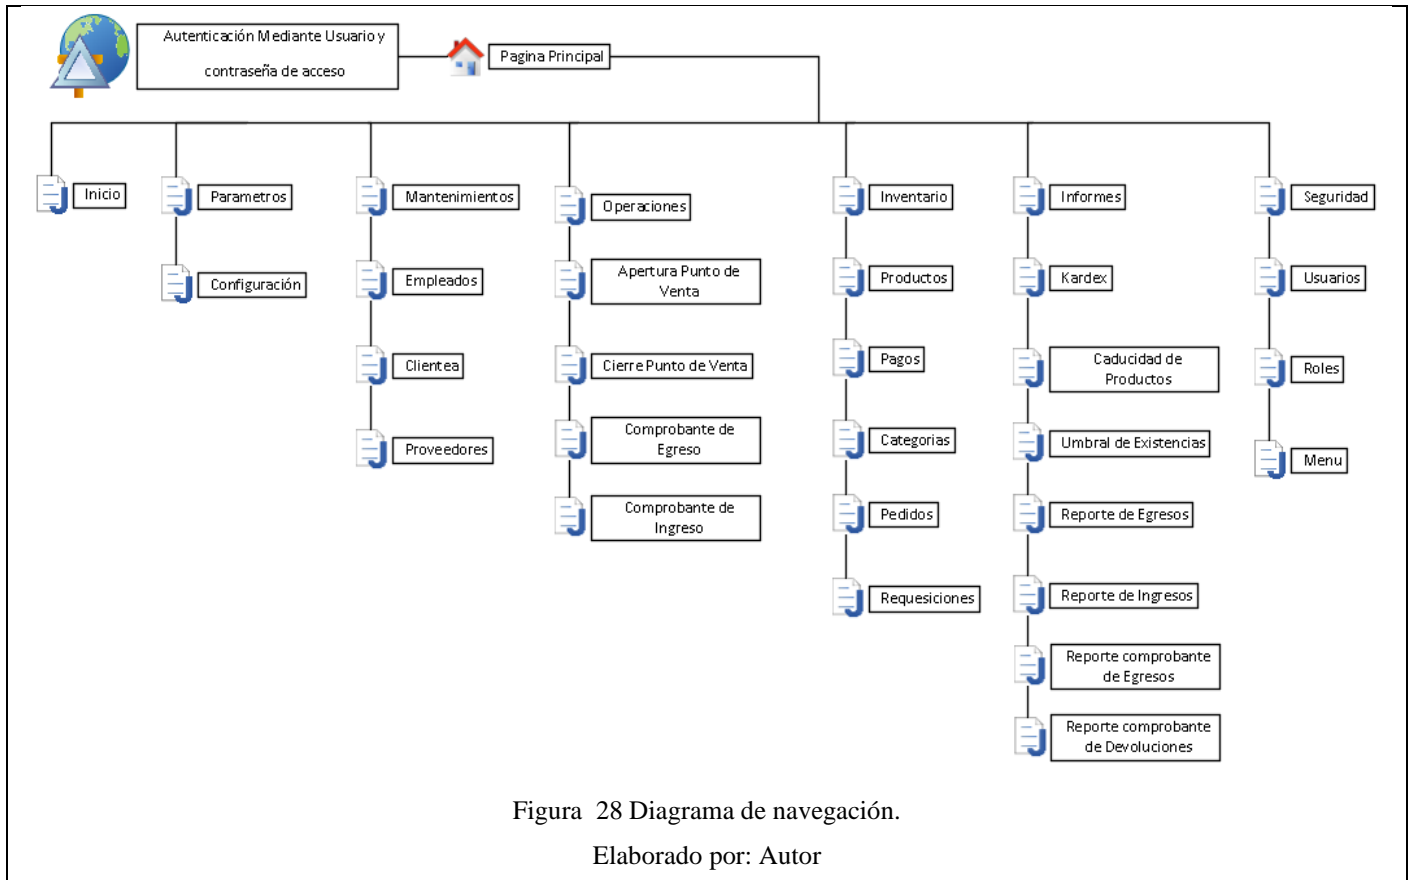 Autenticación Mediante Usuario y
contraseña de acceso
Pagina Principal
Inicio
Parametros
Configuración
Mantenimientos
Empleados
Clientea
Proveedores
Operaciones
Apertura Punto de
Venta
Cierre Punto de Venta
Comprobante de
Egreso
Comprobante de
Ingreso
Inventario
Productos
Pagos
Categorias
Pedidos
Requesiciones
Informes
Kardex
Caducidad de
Productos
Umbral de Existencias
Reporte de Egresos
Reporte de Ingresos
Reporte comprobante
de Egresos
Reporte comprobante
de Devoluciones
Seguridad
Usuarios
Roles
Menu
Figura 28 Diagrama de navegación.
Elaborado por: Autor